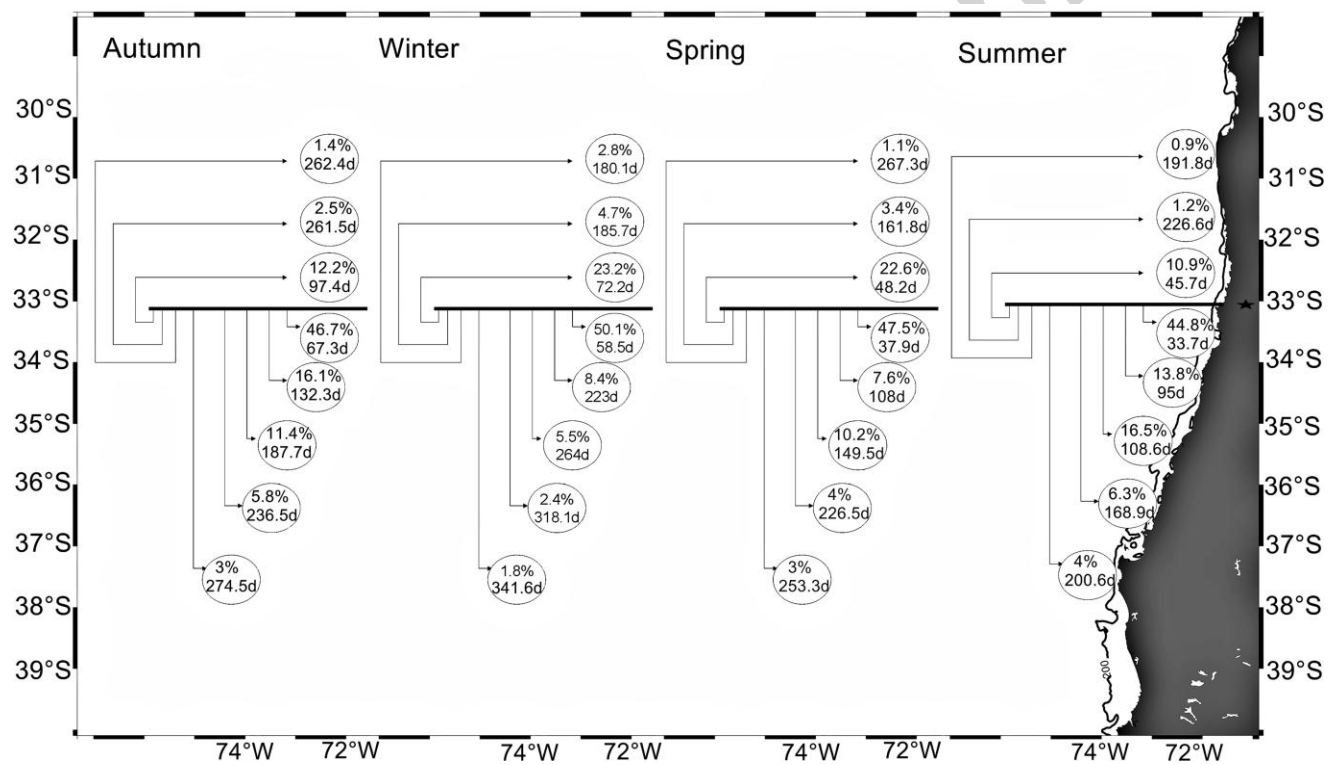 Autumn
Winter
Spring
Summer
30°S
30°S
31°S
31°S
32°S
32°S
33°S
33°S
34°S
34°S
35°S
35°S
36°S
36°S
37°S
37°S
38°S
38°S
39°S
39°S
1.4%
262.4d
2.5%
261.5d
12.2%
97.4d
46.7%
67.3d
16.1%
132.3d
11.4%
187.7d
5.8%
236.5d
3%
274.5d
2.8%
180.1d
4.7%
185.7d
23.2%
72.2d
50.1%
58.5d
8.4%
223d
5.5%
264d
2.4%
318.1d
1.8%
341.6d
1.1%
267.3d
3.4%
161.8d
22.6%
48.2d
47.5%
37.9d
7.6%
108d
10.2%
149.5d
4%
226.5d
3%
253.3d
0.9%
191.8d
1.2%
226.6d
10.9%
45.7d
44.8%
33.7d
13.8%
95d
16.5%
108.6d
6.3%
168.9d
4%
200.6d
200
74°W
72°W
74°W
72°W
74°W
72°W
74°W
72°W